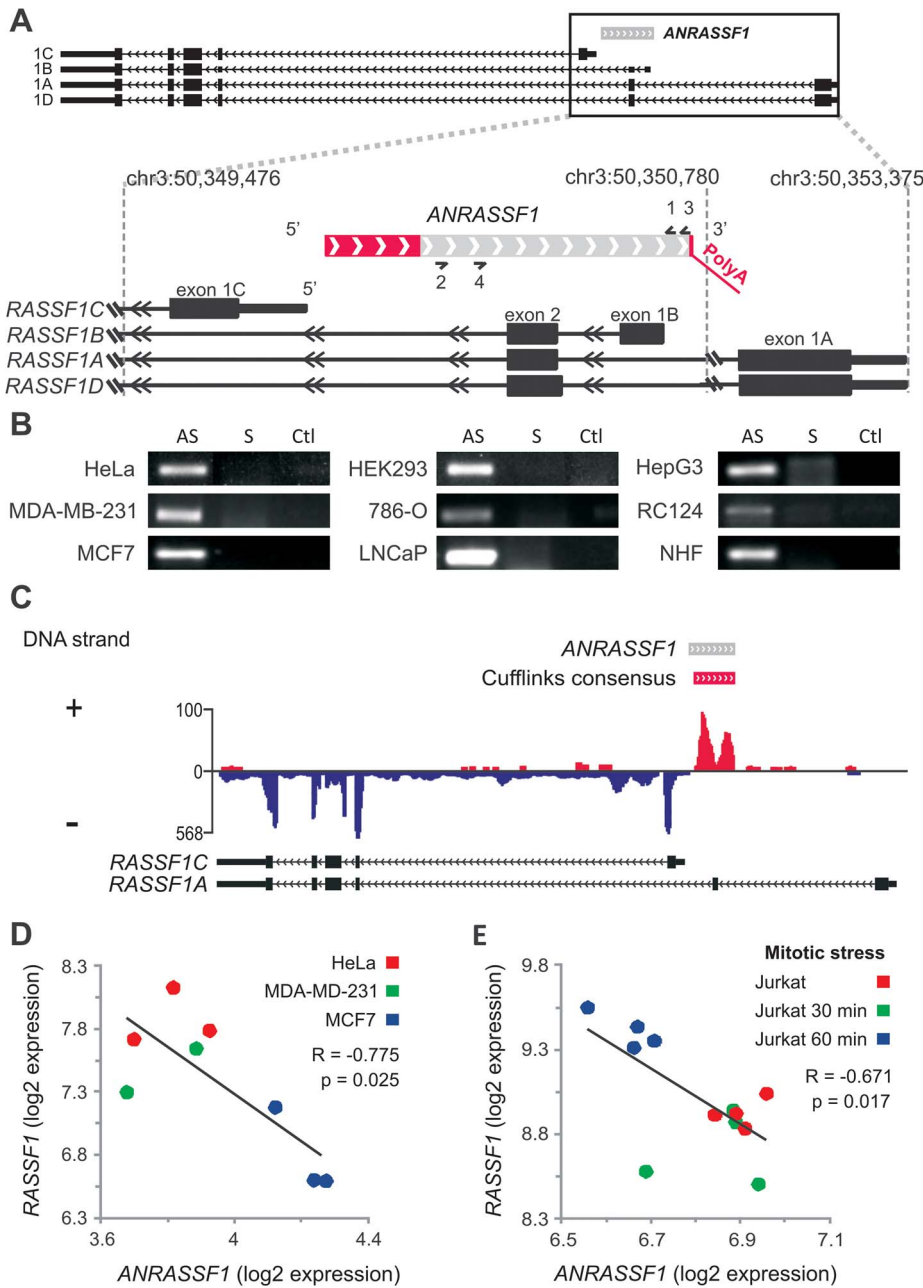 A
ANRASSF1
1C
1B
1A
1D
chr3:50,349,476 chr3:50,350,780 chr3:50,353,375
ANRASSF1
1 3
5’ 3’
PolyA
2 4
exon 1C 5’
RASSF1C
exon 2 exon 1B
RASSF1B
exon 1A
RASSF1A
RASSF1D
B
AS S Ctl AS S Ctl AS S Ctl
HeLa HEK293 HepG3
MDA-MB-231 786-O RC124
MCF7 LNCaP NHF
C
DNA strand
ANRASSF1
Cufflinks consensus
+
100
0
-
568
RASSF1C
RASSF1A
D
RASSF1 (log2 expression)
8.3
7.8
7.3
6.8
6.3
HeLa
MDA-MD-231
MCF7
R = -0.775
p = 0.025
3.6 4 4.4
ANRASSF1 (log2 expression)
E
RASSF1 (log2 expression)
9.8
9.3
8.8
8.3
Mitotic stress
Jurkat
Jurkat 30 min
Jurkat 60 min
R = -0.671
p = 0.017
6.5 6.7 6.9 7.1
ANRASSF1 (log2 expression)